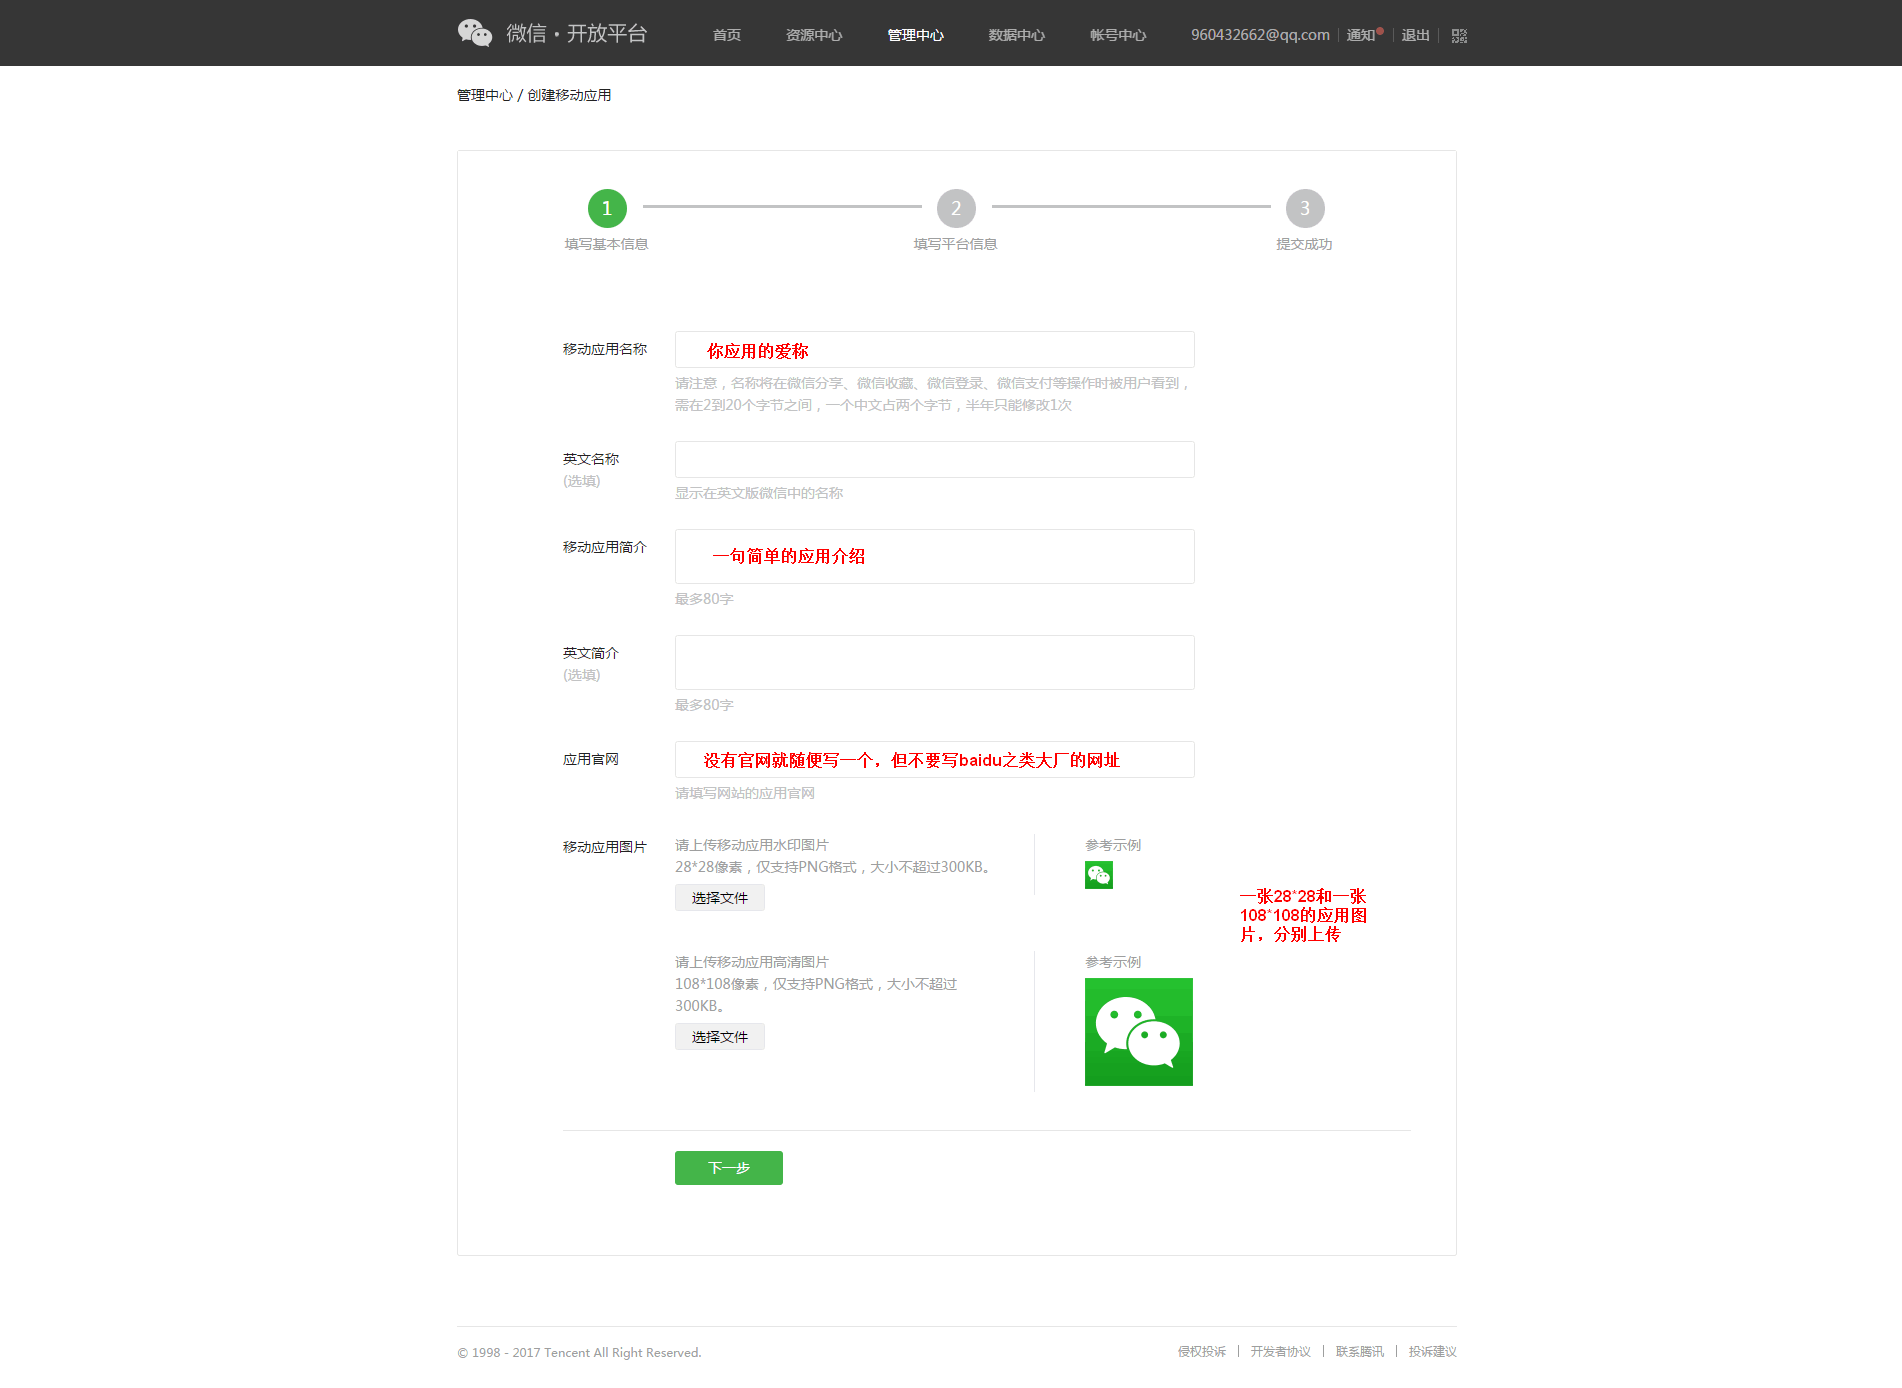 微信・开放平台 首页 资源中心 管理中心 数据中心 帐号中心 960432662@qq.com 通知 退出
管理中心 / 创建移动应用
1 2 3
填写基本信息 填写平台信息 提交成功
移动应用名称 你应用的爱称
请注意，名称将在微信分享、微信收藏、微信登录、微信支付等操作时被用户看到，
需在2到20个字节之间，一个中文占两个字节，半年只能修改1次
英文名称
(选填)
显示在英文版微信中的名称
移动应用简介 一句简单的应用介绍
最多80字
英文简介
(选填)
最多80字
应用官网 没有官网就随便写一个，但不要写baidu之类大厂的网址
请填写网站的应用官网
移动应用图片 请上传移动应用水印图片 参考示例
28*28像素，仅支持PNG格式，大小不超过300KB。
选择文件
一张28*28和一张
108*108的应用图
片，分别上传
请上传移动应用高清图片 参考示例
108*108像素，仅支持PNG格式，大小不超过
300KB。
选择文件
下一步
© 1998 - 2017 Tencent All Right Reserved. 侵权投诉 | 开发者协议 | 联系腾讯 | 投诉建议